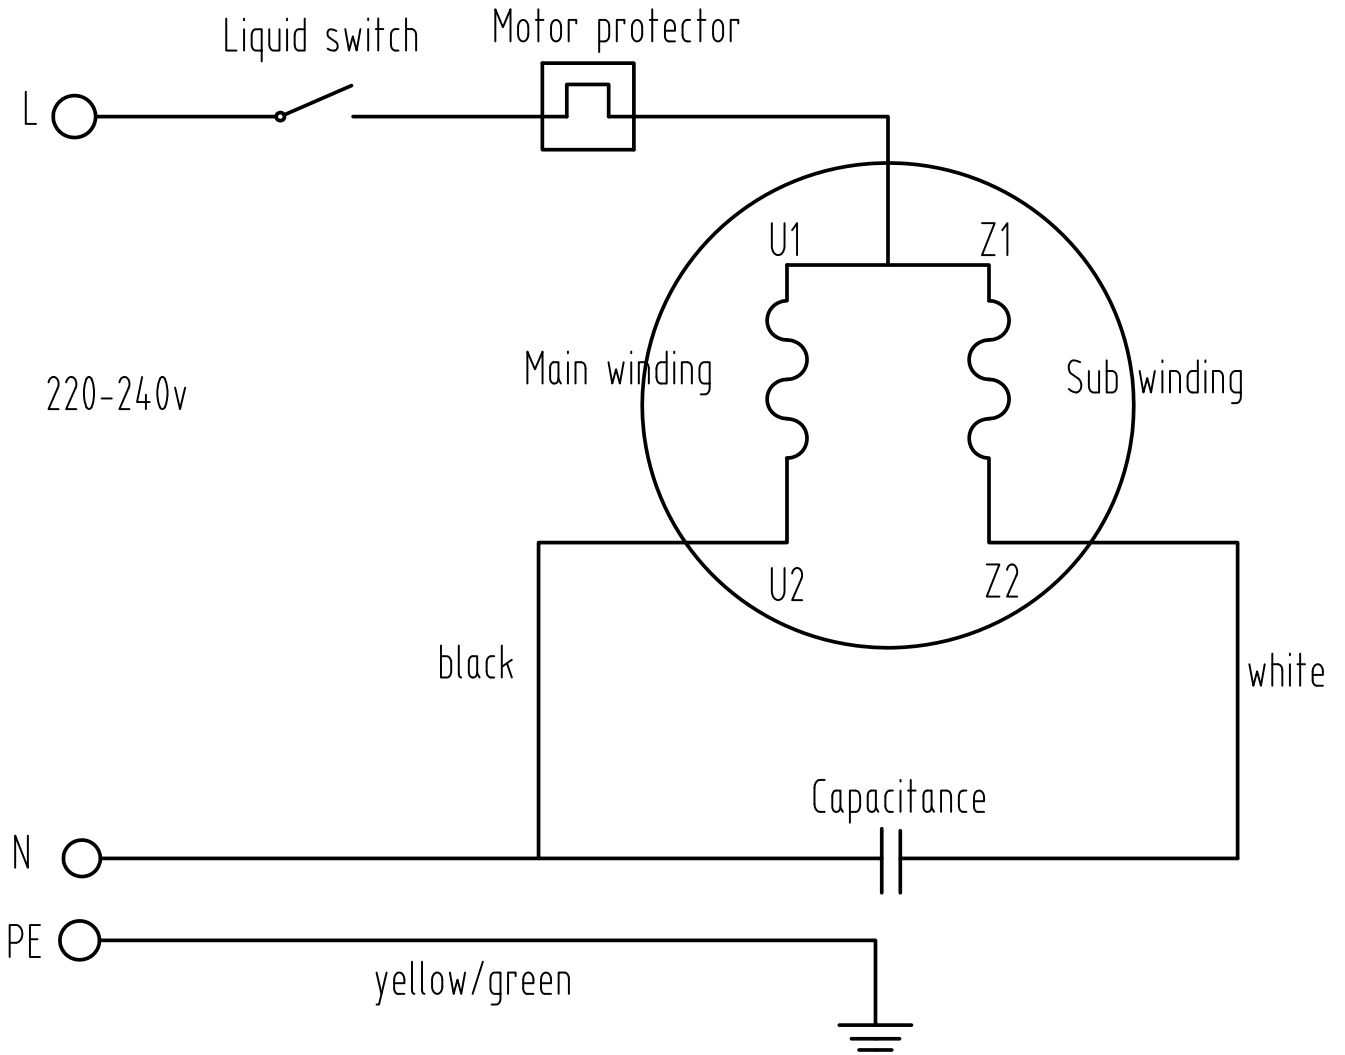 Liquid switch
Motor protector
L
U1
Z1
Main winding
Sub winding
220-240v
U2
Z2
black
white
Capacitance
N
PE
yellow/green